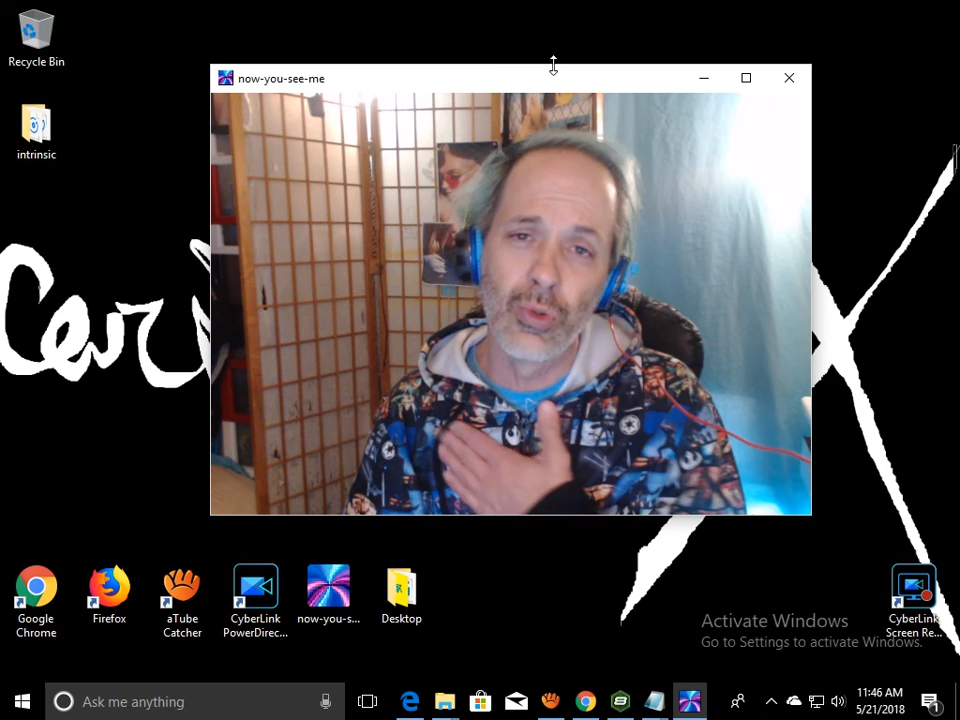 Recycle Bin
intrinsic
now-you-see-me
Google
Chrome
Firefox
aTube
Catcher
CyberLink
PowerDirec...
now-you-s...
Desktop
CyberLink
Screen Re...
Activate Windows
Go to Settings to activate Windows.
Ask me anything
11:46 AM
5/21/2018
1